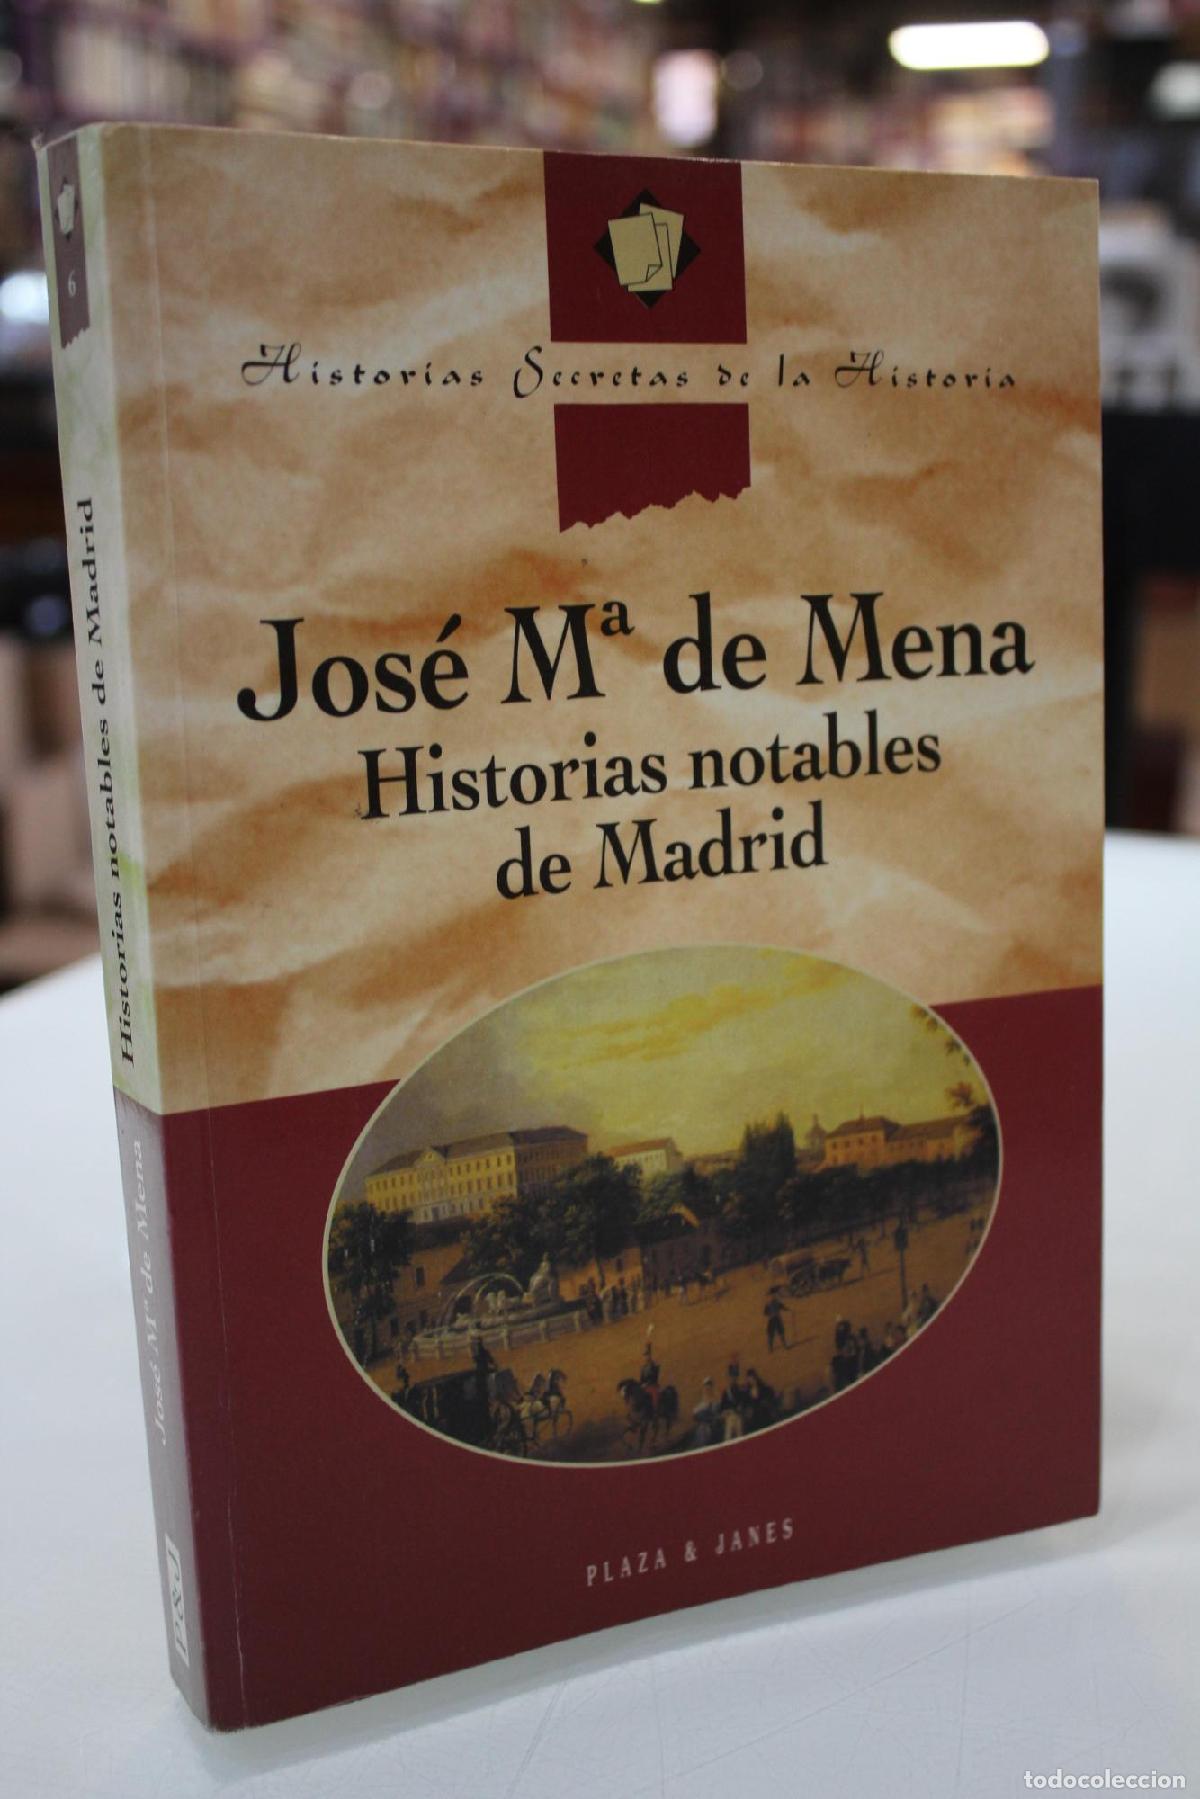 Historias Secretas de la Historia
José Mª de Mena
Historias notables
de Madrid
PLAZA & JANES
6
Historias notables de Madrid
José Mª de Mena
P&J
todocoleccion